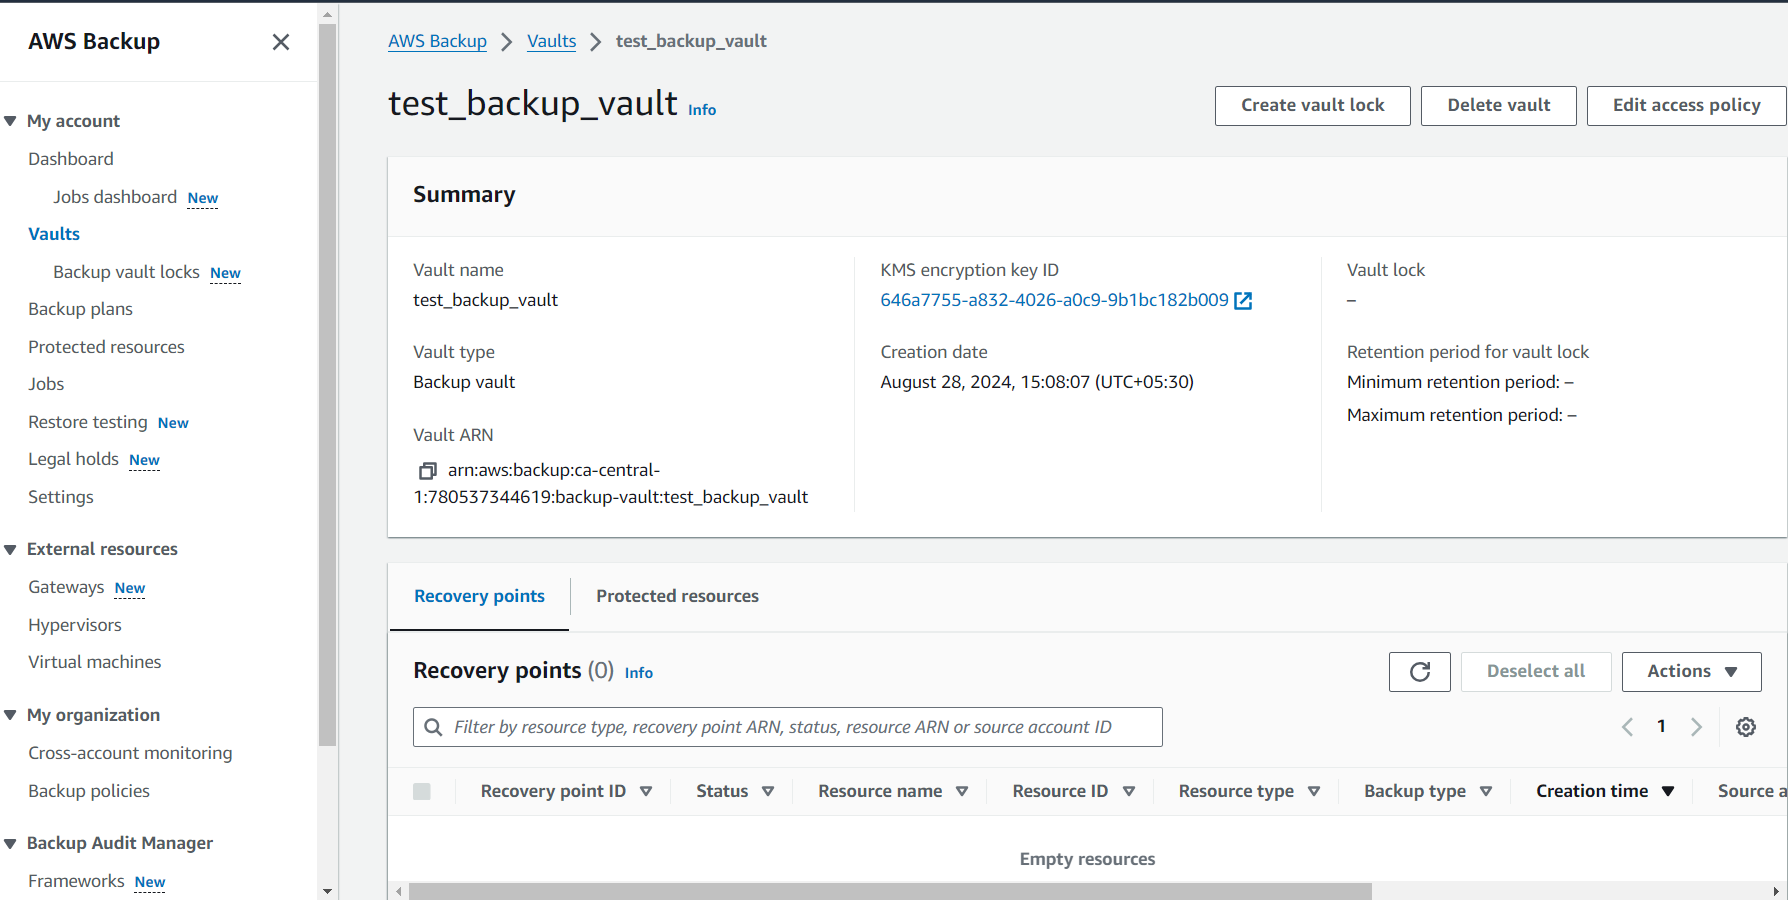 AWS Backup
My account
Dashboard
Jobs dashboard New
Vaults
Backup vault locks New
Backup plans
Protected resources
Jobs
Restore testing New
Legal holds New
Settings
External resources
Gateways New
Hypervisors
Virtual machines
My organization
Cross-account monitoring
Backup policies
Backup Audit Manager
Frameworks New
AWS Backup > Vaults > test_backup_vault
test_backup_vault Info
Create vault lock Delete vault Edit access policy
Summary
Vault name
test_backup_vault
Vault type
Backup vault
Vault ARN
arn:aws:backup:ca-central-
1:780537344619:backup-vault:test_backup_vault
KMS encryption key ID
646a7755-a832-4026-a0c9-9b1bc182b009
Creation date
August 28, 2024, 15:08:07 (UTC+05:30)
Vault lock
–
Retention period for vault lock
Minimum retention period: –
Maximum retention period: –
Recovery points Protected resources
Recovery points (0) Info
Deselect all Actions
Filter by resource type, recovery point ARN, status, resource ARN or source account ID
1
Recovery point ID Status Resource name Resource ID Resource type Backup type Creation time Source a
Empty resources